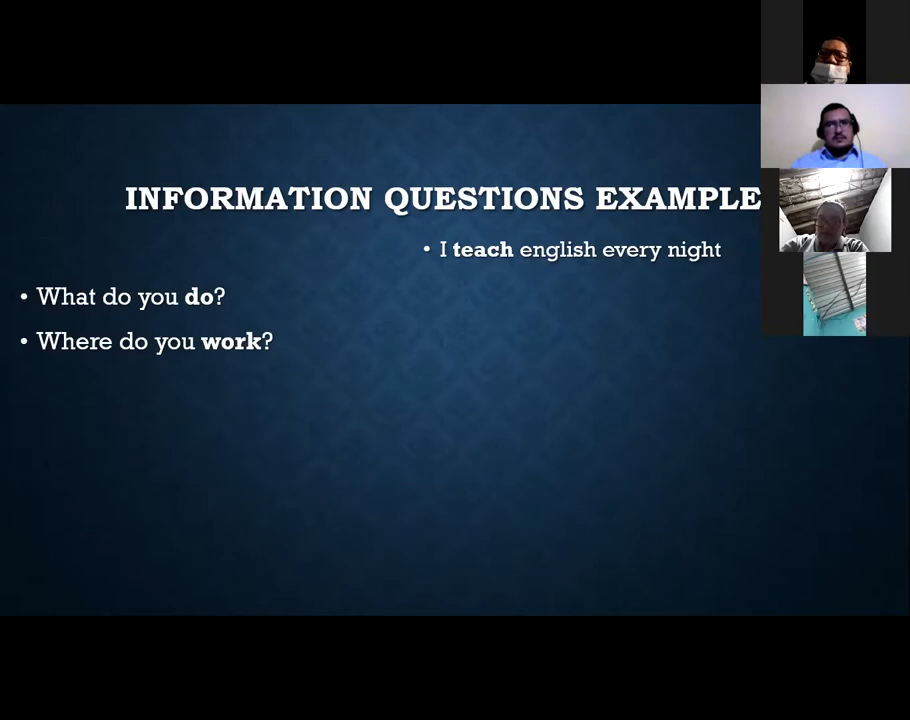 INFORMATION QUESTIONS EXAMPLE
• I teach english every night
• What do you do?
• Where do you work?